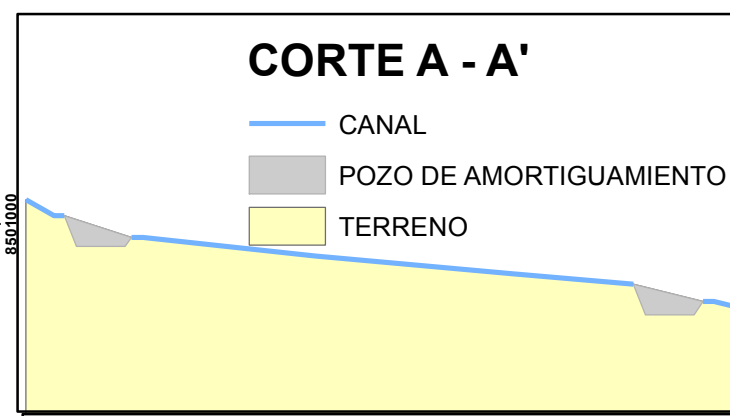 CORTE A - A'
CANAL
POZO DE AMORTIGUAMIENTO
TERRENO
8501000